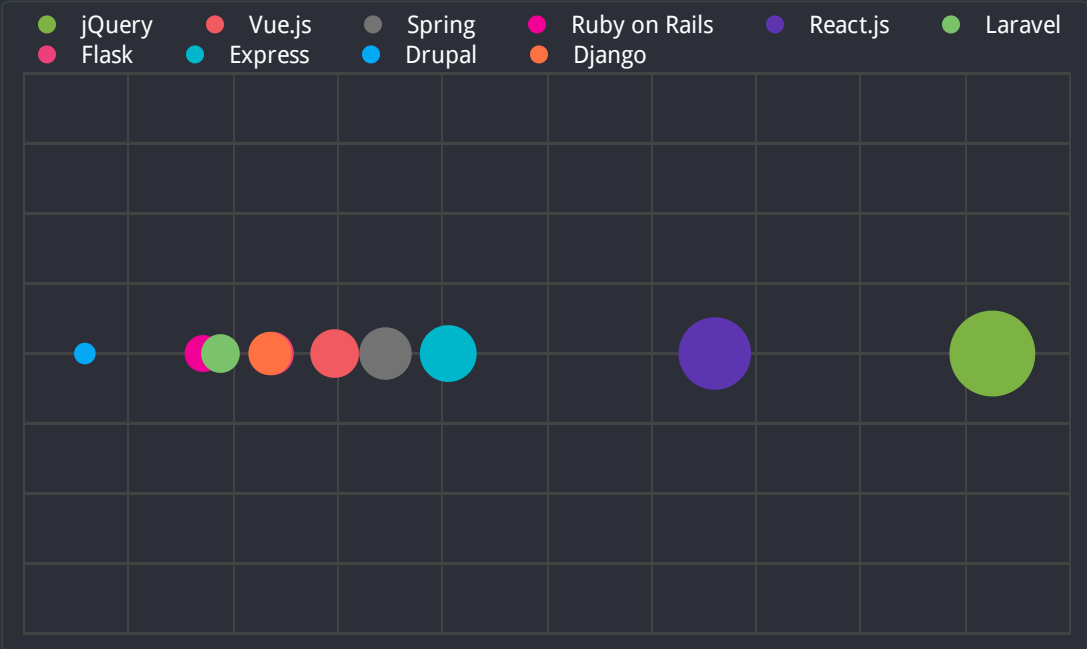 jQuery Vue.js Spring Ruby on Rails React.js Laravel
Flask Express Drupal Django